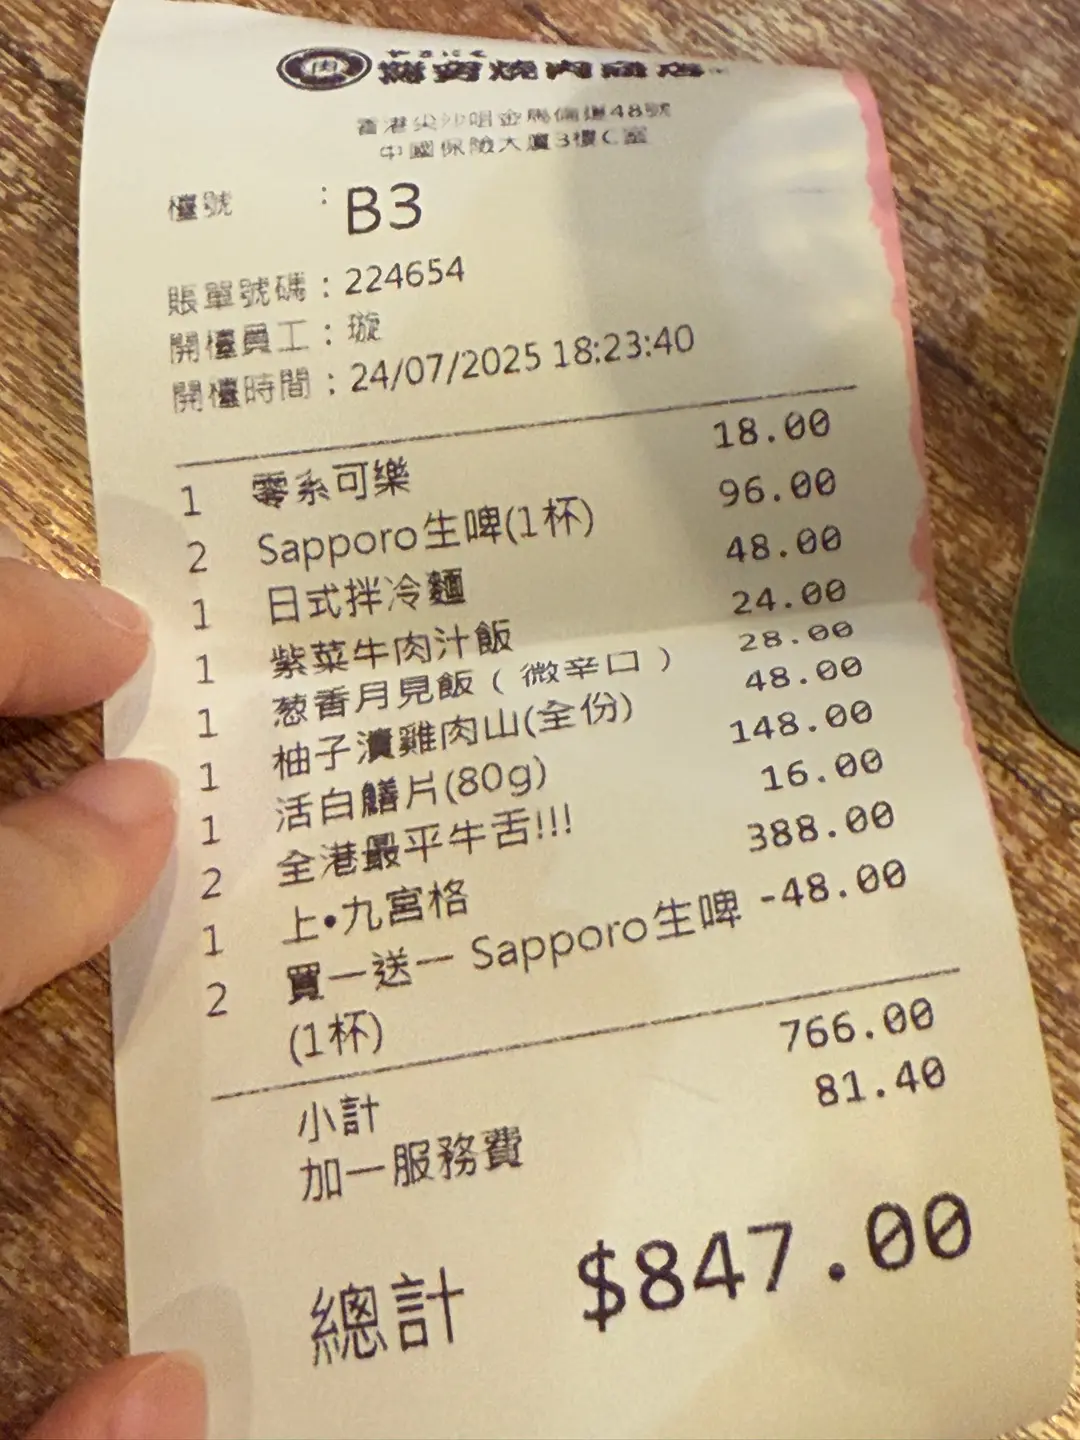 肉
燒肉商店
香港尖沙咀金馬倫道48號
中國保險大廈3樓C室
檯號 : B3
賬單號碼 : 224654
開檯員工 : 璇
開檯時間 : 24/07/2025 18:23:40
1 零系可樂 18.00
2 Sapporo生啤(1杯) 96.00
1 日式拌冷麵 48.00
1 紫菜牛肉汁飯 24.00
1 葱香月見飯（微辛口） 28.00
1 柚子漬雞肉山(全份) 48.00
1 活白鱔片(80g) 148.00
2 全港最平牛舌!!! 16.00
1 上•九宮格 388.00
2 買一送一 Sapporo生啤 -48.00
(1杯)
小計 766.00
加一服務費 81.40
總計 $847.00